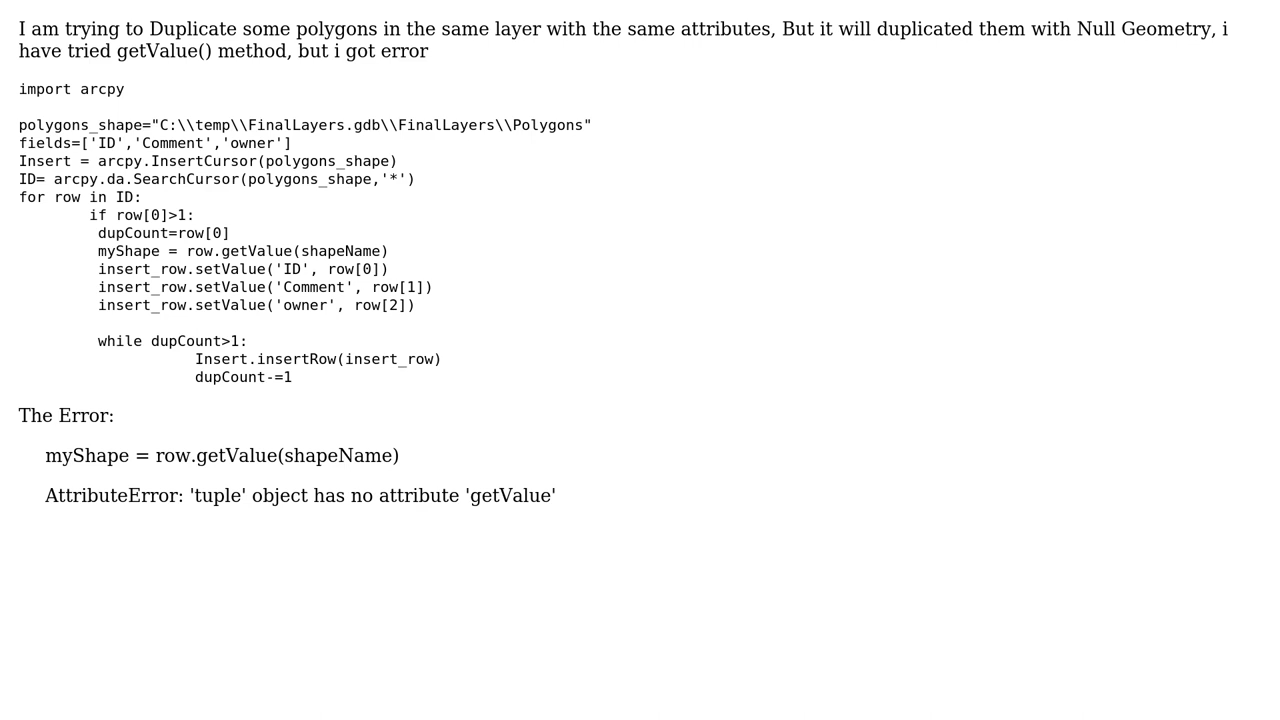 I am trying to Duplicate some polygons in the same layer with the same attributes, But it will duplicated them with Null Geometry, i
have tried getValue() method, but i got error
import arcpy
polygons_shape="C:\\temp\\FinalLayers.gdb\\FinalLayers\\Polygons"
fields=['ID','Comment','owner']
Insert = arcpy.InsertCursor(polygons_shape)
ID= arcpy.da.SearchCursor(polygons_shape,'*')
for row in ID:
        if row[0]>1:
         dupCount=row[0]
         myShape = row.getValue(shapeName)
         insert_row.setValue('ID', row[0])
         insert_row.setValue('Comment', row[1])
         insert_row.setValue('owner', row[2])
         while dupCount>1:
                    Insert.insertRow(insert_row)
                    dupCount-=1
The Error:
myShape = row.getValue(shapeName)
AttributeError: 'tuple' object has no attribute 'getValue'